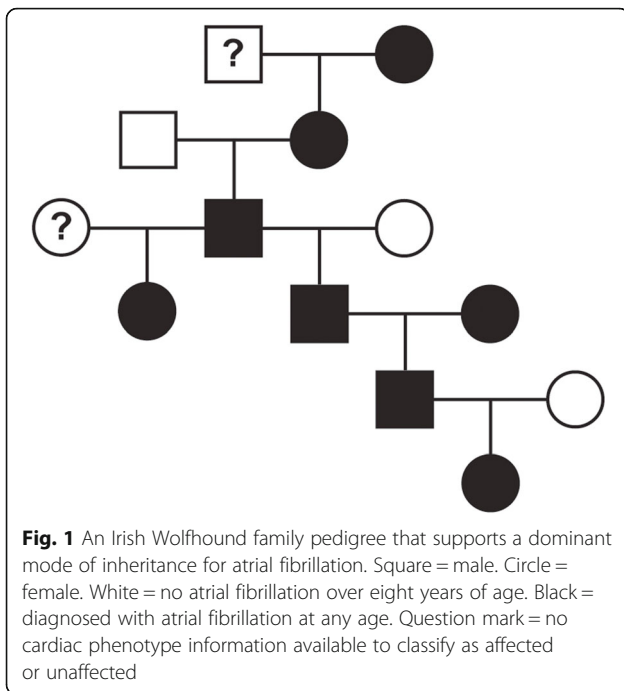 ?
?
Fig. 1 An Irish Wolfhound family pedigree that supports a dominant
mode of inheritance for atrial fibrillation. Square = male. Circle =
female. White = no atrial fibrillation over eight years of age. Black =
diagnosed with atrial fibrillation at any age. Question mark = no
cardiac phenotype information available to classify as affected
or unaffected